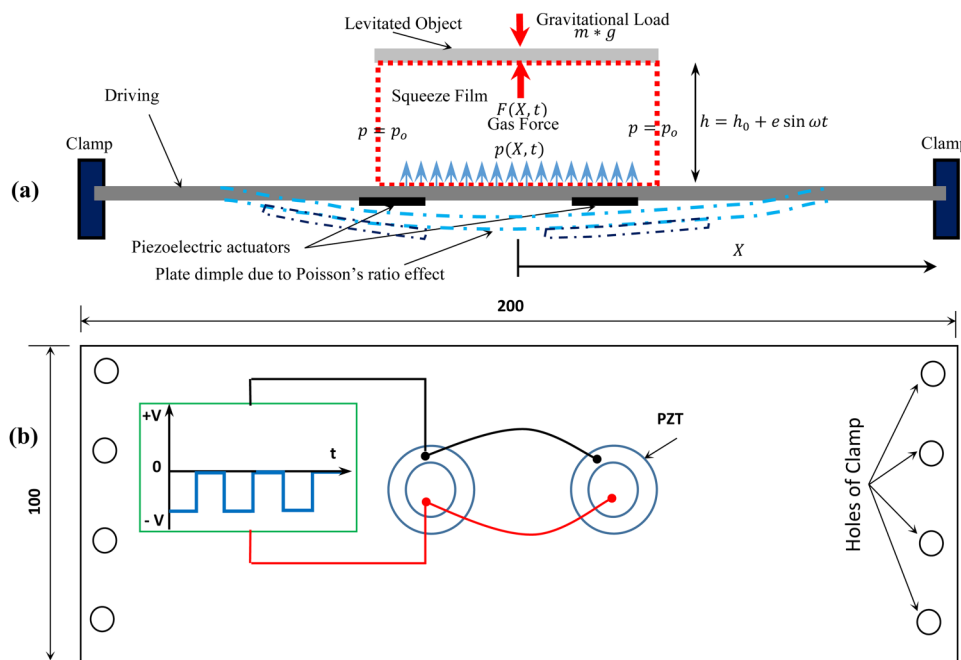 Gravitational Load
m * g
Levitated Object
Driving
Squeeze Film
F(X, t)
Gas Force
p = pₒ
p = pₒ
p(X, t)
h = h₀ + e sin ωt
Clamp
Clamp
(a)
Piezoelectric actuators
X
Plate dimple due to Poisson's ratio effect
200
(b)
100
+V
0
t
- V
PZT
Holes of Clamp